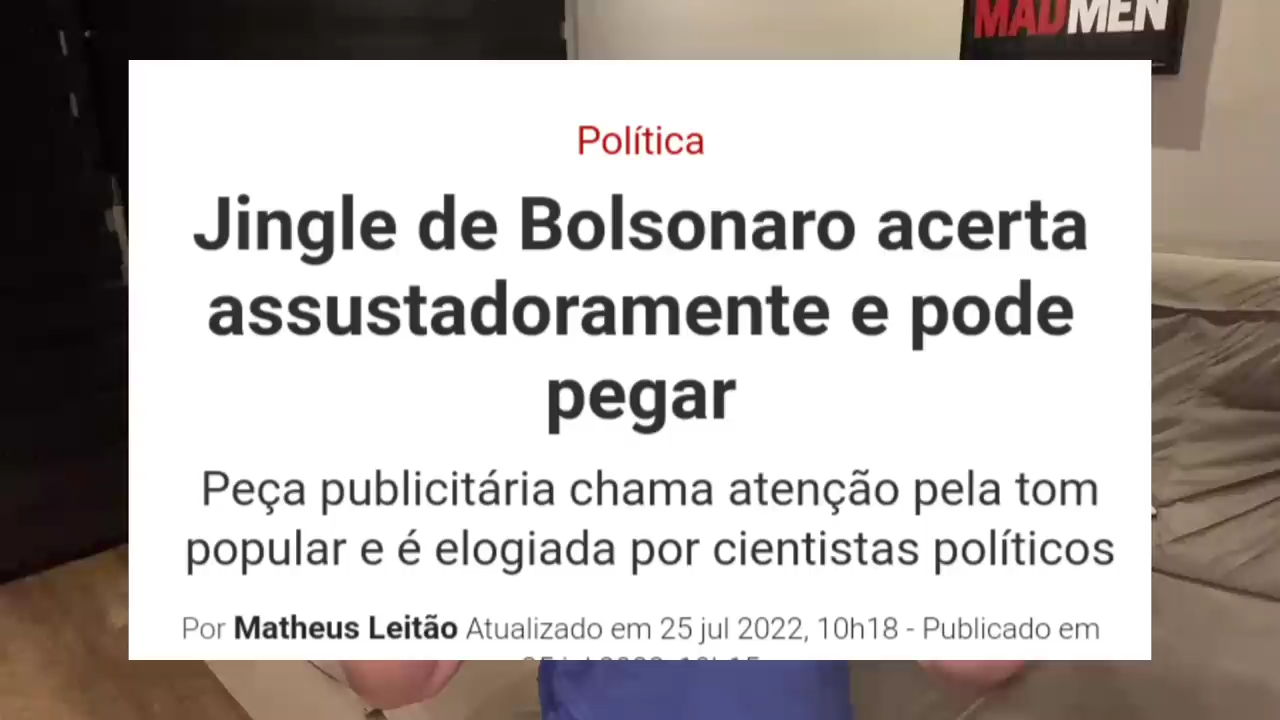 MADMEN
Política
Jingle de Bolsonaro acerta
assustadoramente e pode
pegar
Peça publicitária chama atenção pela tom
popular e é elogiada por cientistas políticos
Por Matheus Leitão Atualizado em 25 jul 2022, 10h18 - Publicado em